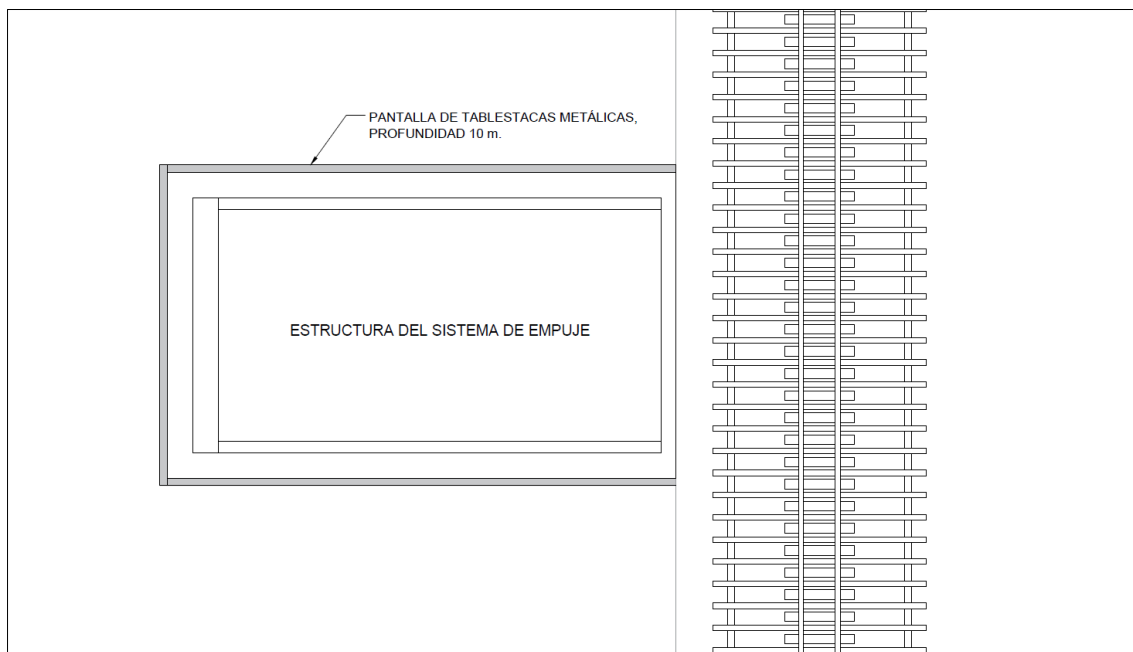 PANTALLA DE TABLESTACAS METÁLICAS,
PROFUNDIDAD 10 m.
ESTRUCTURA DEL SISTEMA DE EMPUJE